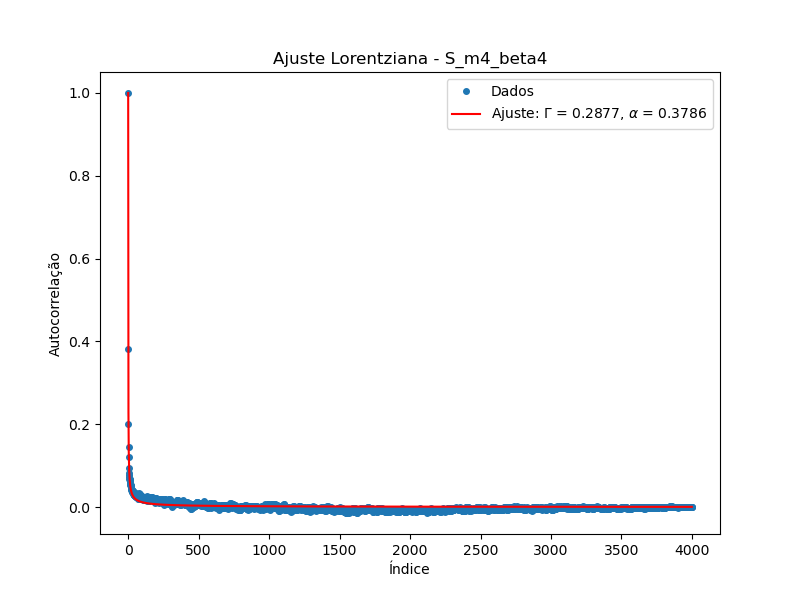 Ajuste Lorentziana - S_m4_beta4
Dados
Ajuste: Γ = 0.2877, α = 0.3786
1.0
0.8
0.6
0.4
0.2
0.0
Autocorrelação
0 500 1000 1500 2000 2500 3000 3500 4000
Índice